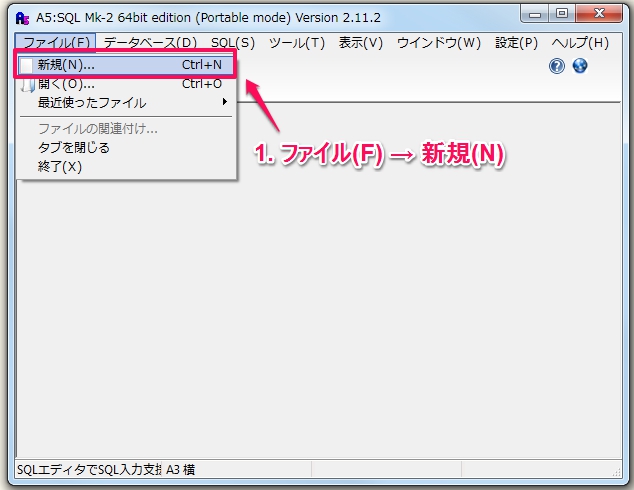 A5:SQL Mk-2 64bit edition (Portable mode) Version 2.11.2
ファイル(F) データベース(D) SQL(S) ツール(T) 表示(V) ウインドウ(W) 設定(P) ヘルプ(H)
新規(N)... Ctrl+N
開く(O)... Ctrl+O
最近使ったファイル
ファイルの関連付け...
タブを閉じる
終了(X)
1. ファイル(F) → 新規(N)
SQLエディタでSQL入力支援 A3 横